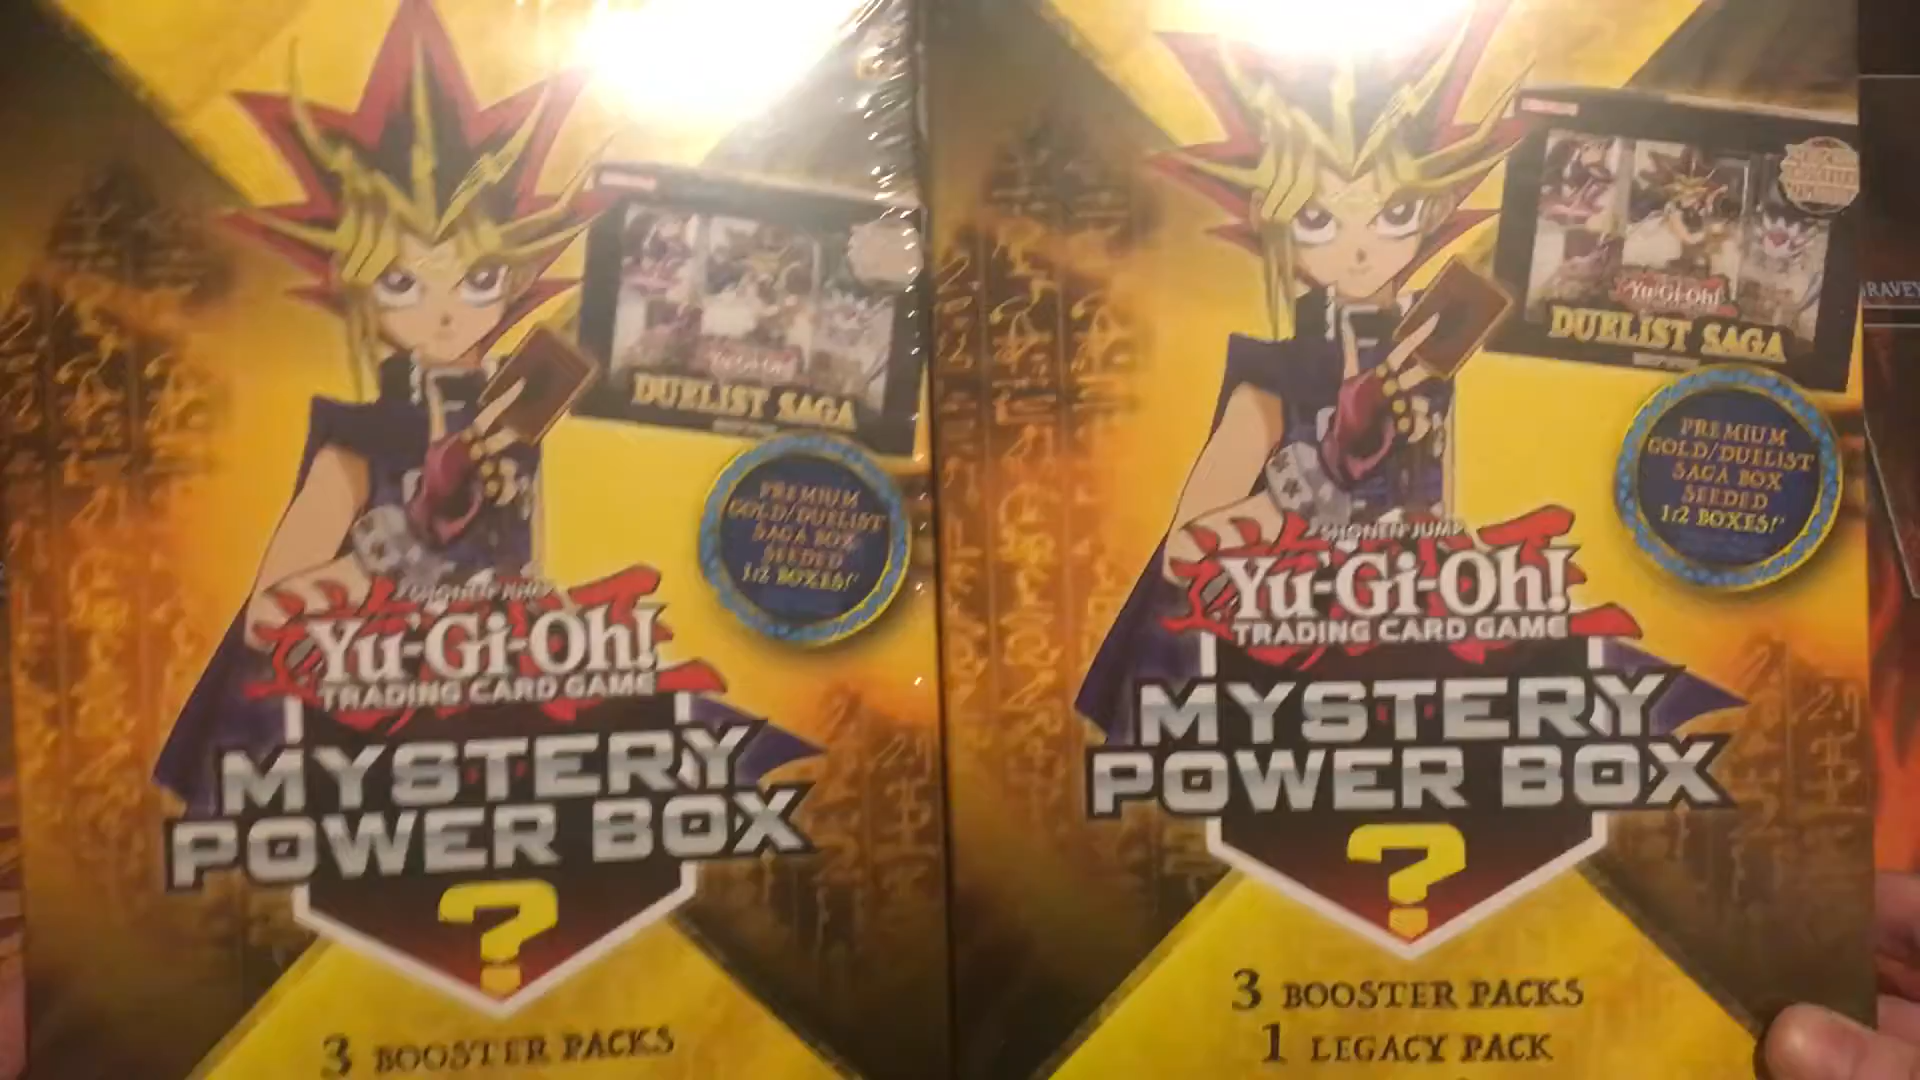 DUELIST SAGA
PREMIUM
GOLD/DUELIST
SAGA BOX
SEEDED
1:2 BOXES!*
SHONEN JUMP
Yu-Gi-Oh!
TRADING CARD GAME
MYSTERY
POWER BOX
?
3 BOOSTER PACKS
Yu-Gi-Oh!
DUELIST SAGA
PREMIUM
GOLD/DUELIST
SAGA BOX
SEEDED
1:2 BOXES!*
SHONEN JUMP
Yu-Gi-Oh!
TRADING CARD GAME
MYSTERY
POWER BOX
?
3 BOOSTER PACKS
1 LEGACY PACK